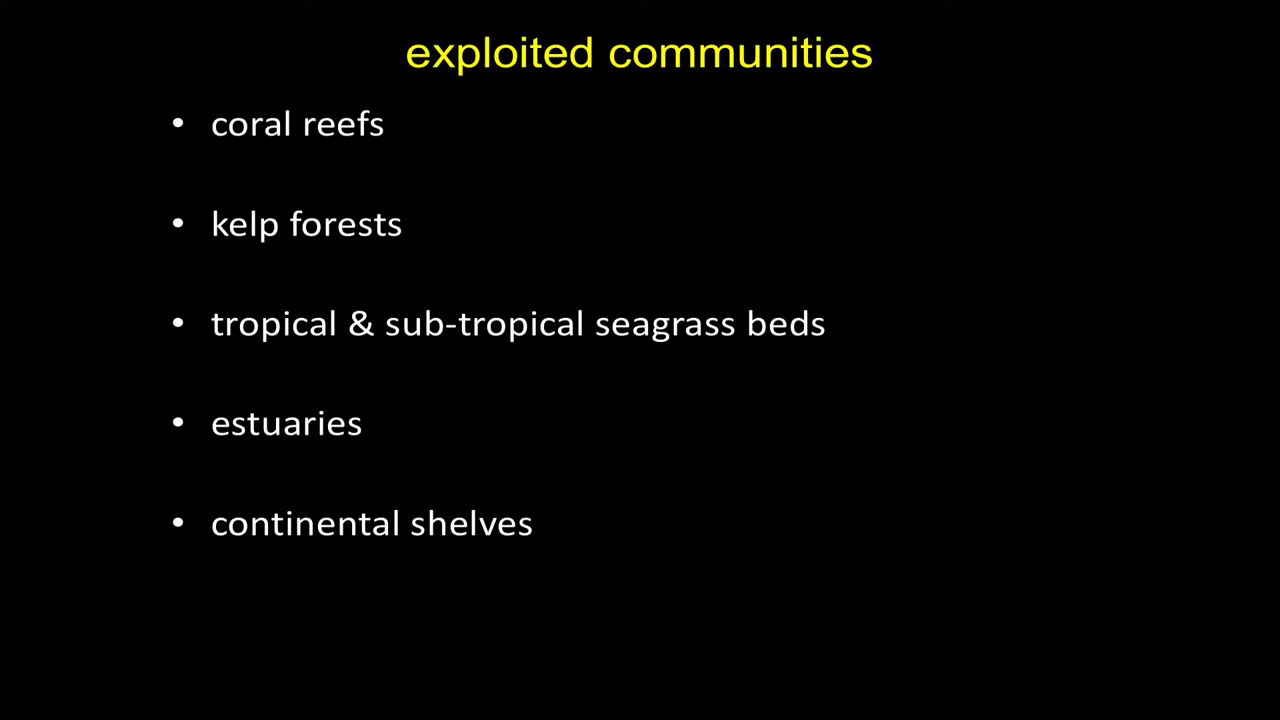 exploited communities
• coral reefs
• kelp forests
• tropical & sub-tropical seagrass beds
• estuaries
• continental shelves